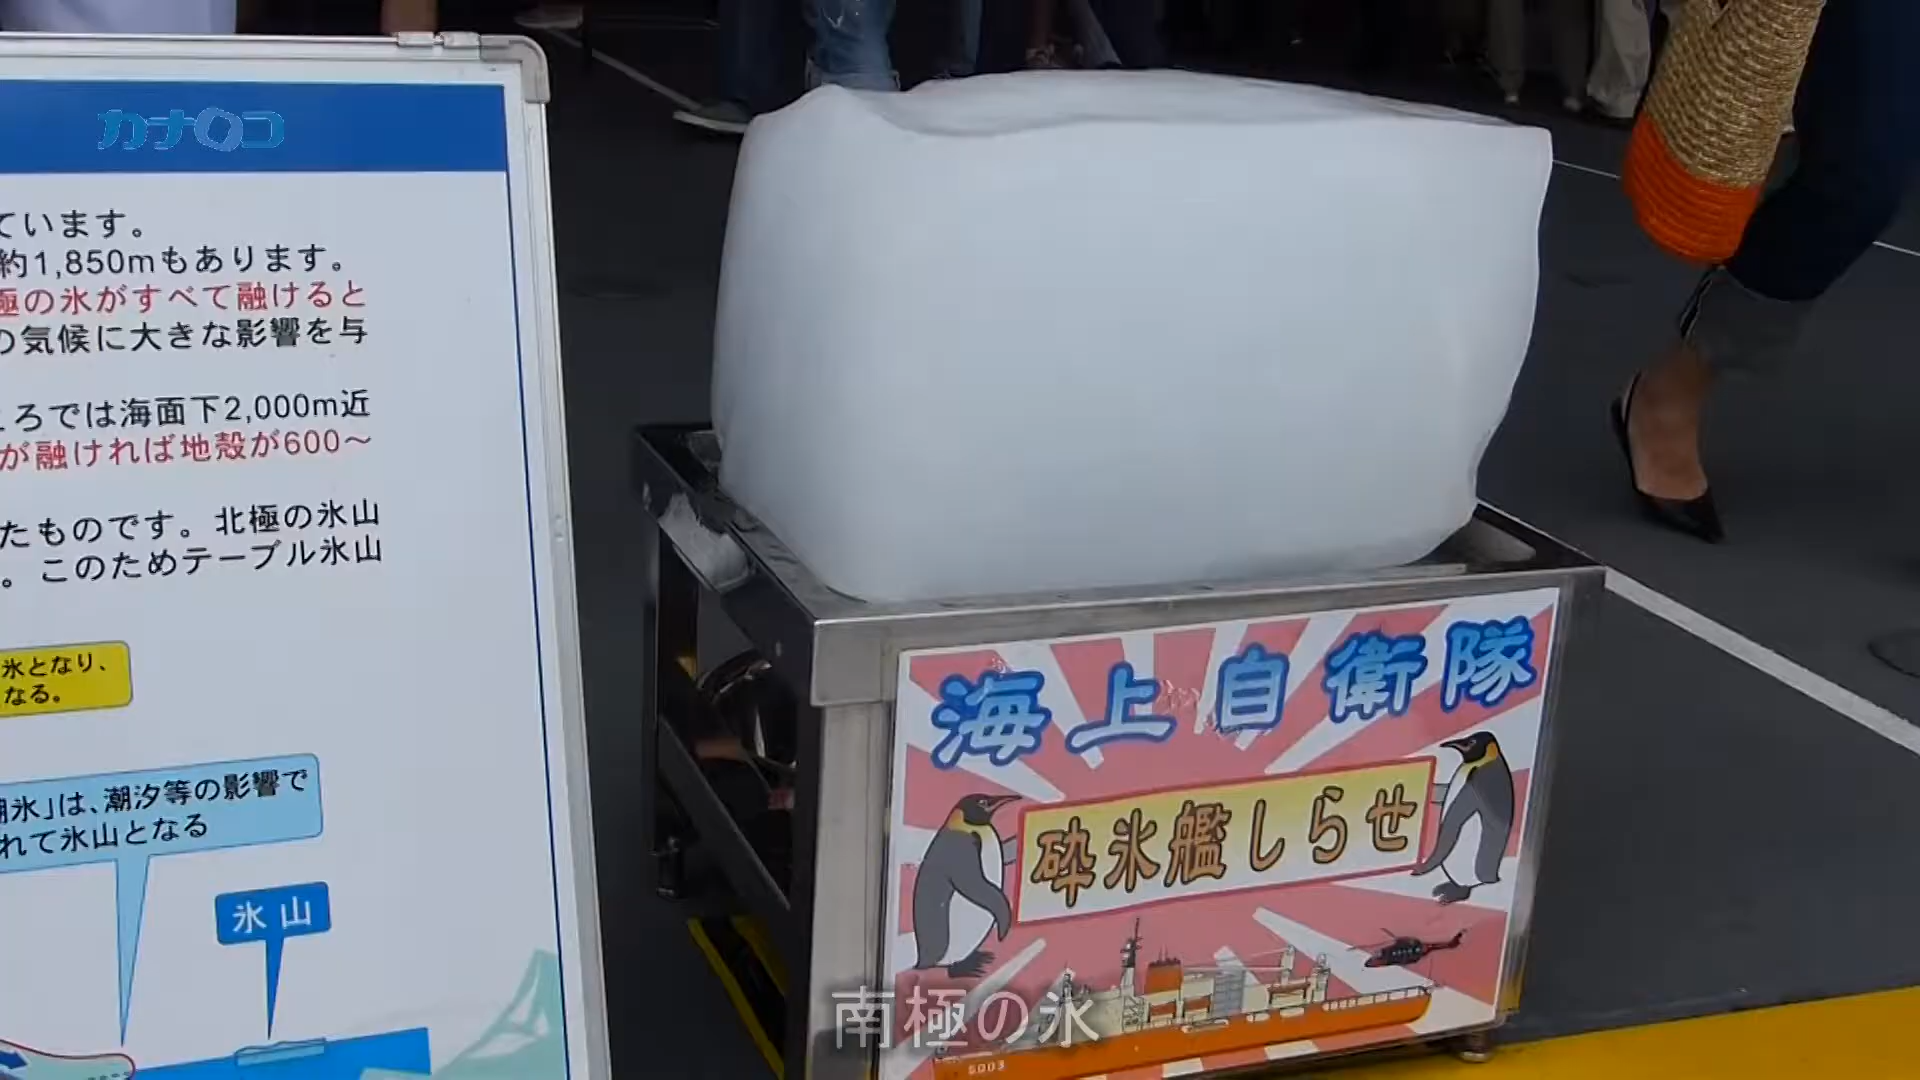 カナロコ
ています。
約1,850mもあります。
極の氷がすべて融けると
の気候に大きな影響を与
ころでは海面下2,000m近
が融ければ地殻が600～
たものです。北極の氷山
。このためテーブル氷山
氷となり、
なる。
棚氷」は、潮汐等の影響で
れて氷山となる
氷山
海上自衛隊
砕氷艦しらせ
5003
南極の氷